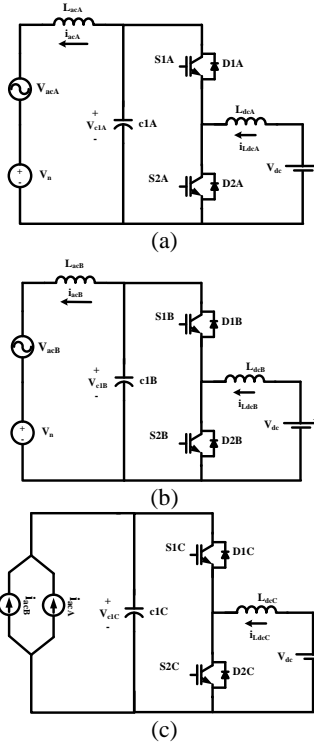 LacA
iacA
VacA
Vn
+
-
+
Vc1A
-
c1A
S1A
D1A
S2A
D2A
LdcA
iLdcA
Vdc
(a)
LacB
iacB
VacB
Vn
+
-
+
Vc1B
-
c1B
S1B
D1B
S2B
D2B
LdcB
iLdcB
Vdc
(b)
iacB
iacA
+
Vc1C
-
c1C
S1C
D1C
S2C
D2C
LdcC
iLdcC
Vdc
(c)